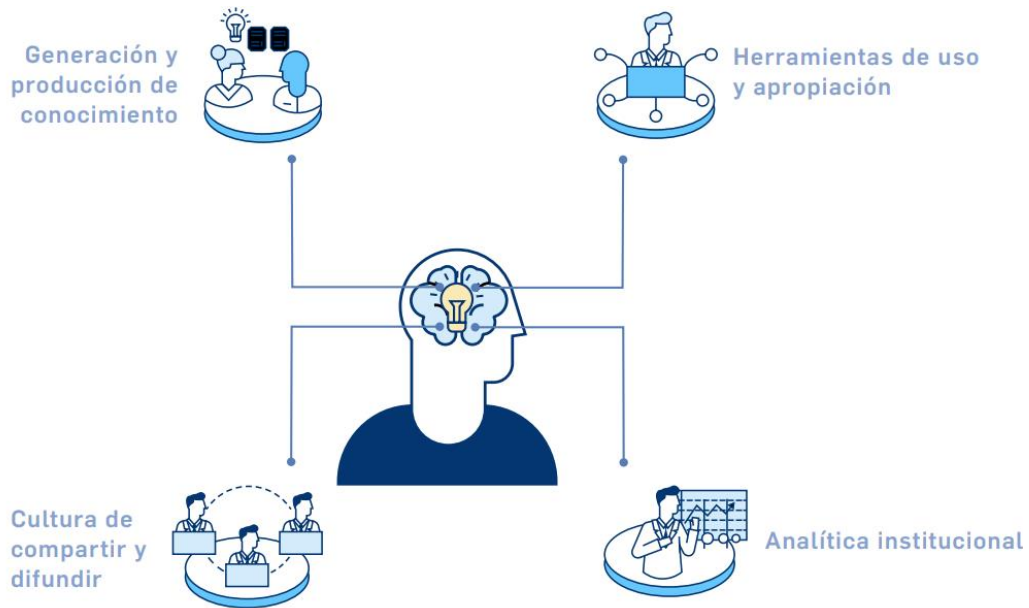 Generación y
producción de
conocimiento
Herramientas de uso
y apropiación
Cultura de
compartir y
difundir
Analítica institucional